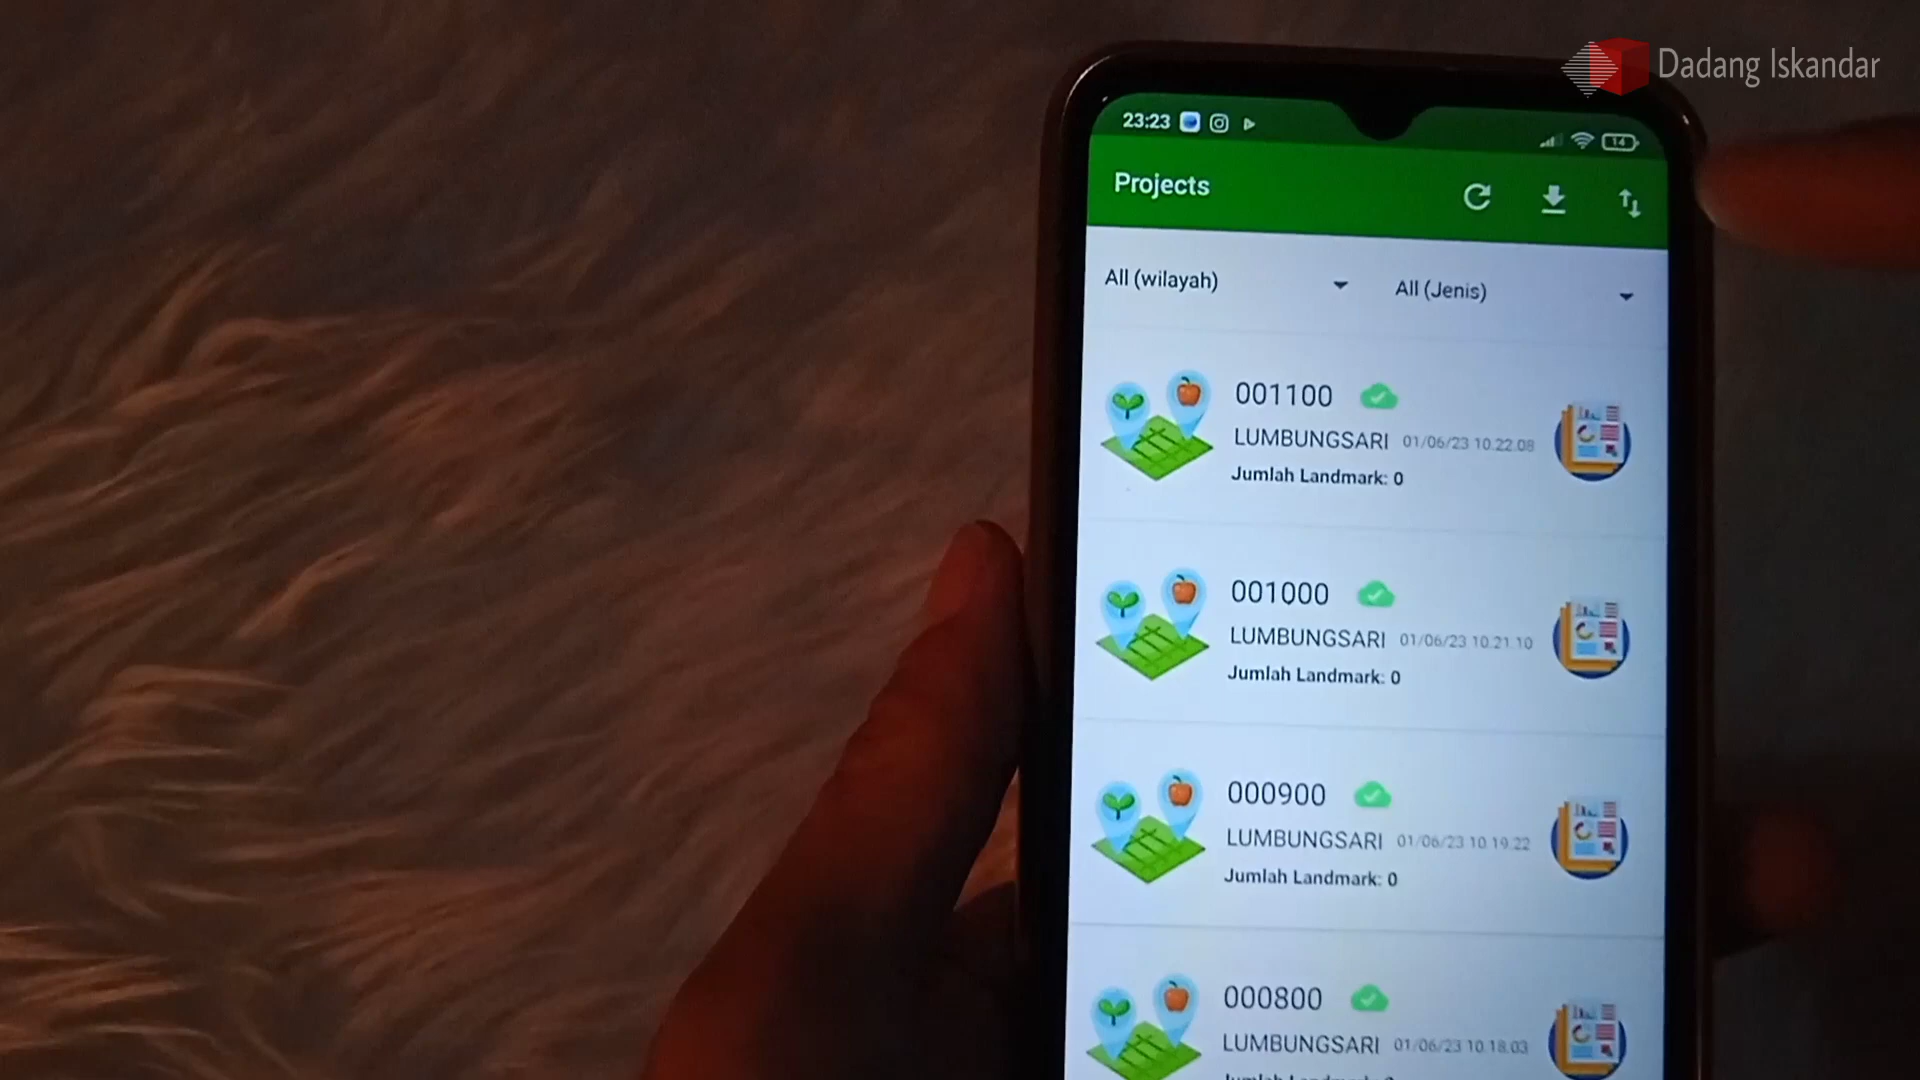 Dadang Iskandar
23:23
14
Projects
All (wilayah)
All (Jenis)
001100
LUMBUNGSARI 01/06/23 10.22.08
Jumlah Landmark: 0
001000
LUMBUNGSARI 01/06/23 10.21.10
Jumlah Landmark: 0
000900
LUMBUNGSARI 01/06/23 10.19.22
Jumlah Landmark: 0
000800
LUMBUNGSARI 01/06/23 10.18.03